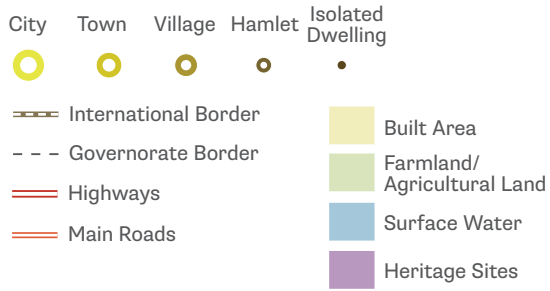 City
Town
Village
Hamlet
Isolated
Dwelling
International Border
Governorate Border
Highways
Main Roads
Built Area
Farmland/
Agricultural Land
Surface Water
Heritage Sites